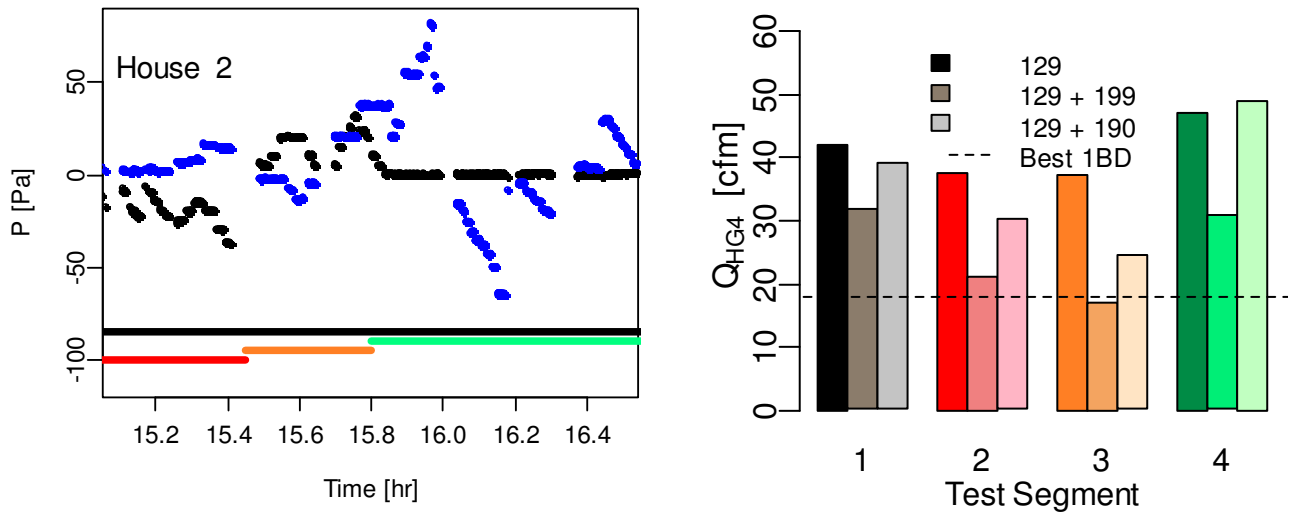 House 2
P [Pa]
50
0
-50
-100
15.2 15.4 15.6 15.8 16.0 16.2 16.4
Time [hr]
129
129 + 199
129 + 190
Best 1BD
QHG4 [cfm]
60
50
40
30
20
10
0
1 2 3 4
Test Segment